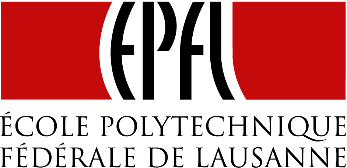 EPFL
ÉCOLE POLYTECHNIQUE
FÉDÉRALE DE LAUSANNE